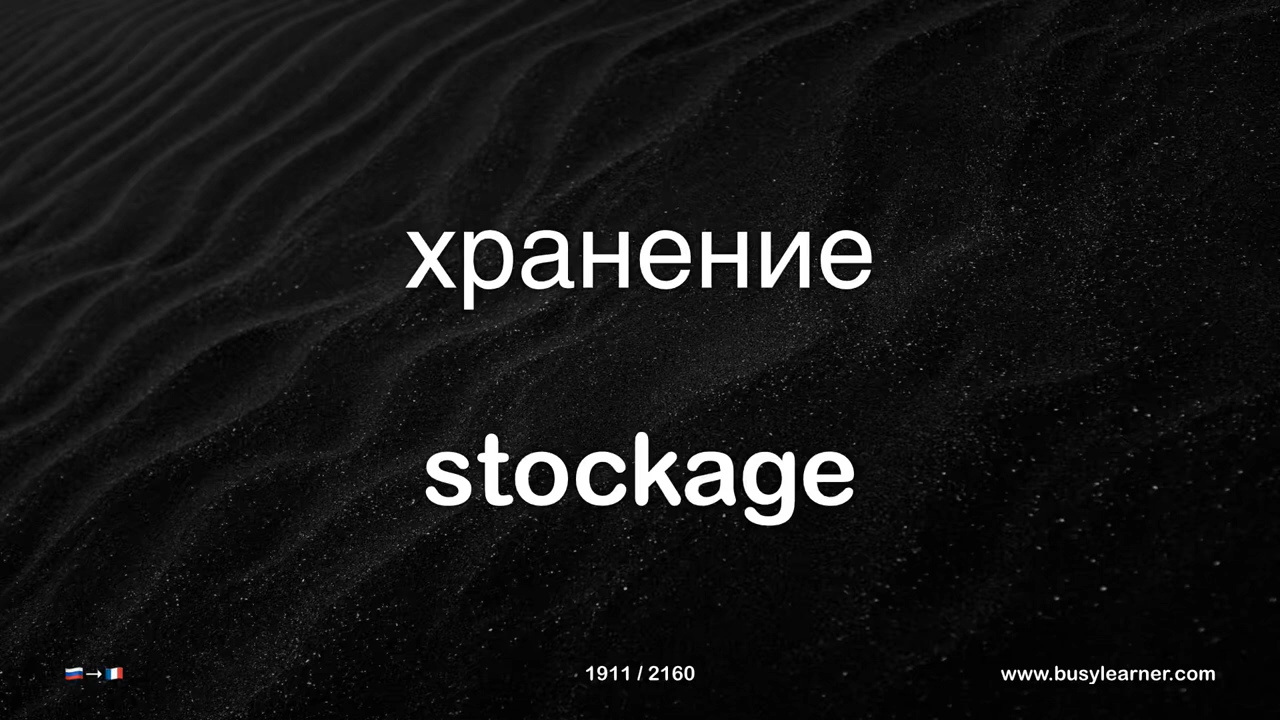 хранение
stockage
🇷🇺→🇫🇷
1911 / 2160
www.busylearner.com